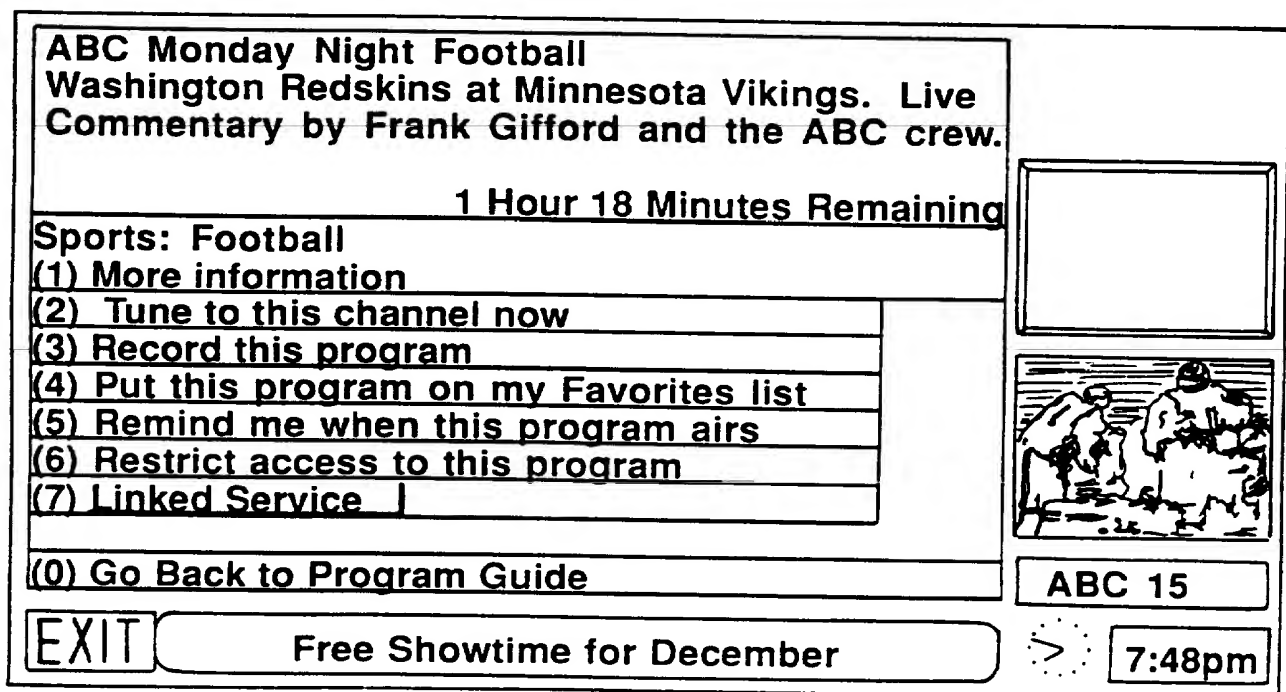 ABC Monday Night Football
Washington Redskins at Minnesota Vikings. Live
Commentary by Frank Gifford and the ABC crew.
1 Hour 18 Minutes Remaining
Sports: Football
(1) More information
(2) Tune to this channel now
(3) Record this program
(4) Put this program on my Favorites list
(5) Remind me when this program airs
(6) Restrict access to this program
(7) Linked Service
(0) Go Back to Program Guide
ABC 15
EXIT
Free Showtime for December
7:48pm